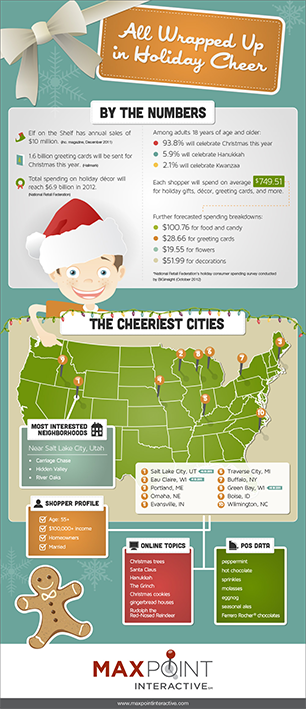 All Wrapped Up
in Holiday Cheer
BY THE NUMBERS
Elf on the Shelf has annual sales of
$10 million. (Inc. magazine, December 2011)
1.6 billion greeting cards will be sent for
Christmas this year. (Hallmark)
Total spending on holiday décor will
reach $6.9 billion in 2012.
(National Retail Federation)
Among adults 18 years of age and older:
93.8% will celebrate Christmas this year
5.9% will celebrate Hanukkah
2.1% will celebrate Kwanzaa
Each shopper will spend on average $749.51
for holiday gifts, décor, greeting cards, and more.
Further forecasted spending breakdowns:
$100.76 for food and candy
$28.66 for greeting cards
$19.55 for flowers
$51.99 for decorations
*National Retail Federation's holiday consumer spending survey conducted
by BIGinsight (October 2012)
THE CHEERIEST CITIES
MOST INTERESTED
NEIGHBORHOODS
Near Salt Lake City, Utah
• Carriage Chase
• Hidden Valley
• River Oaks
1 Salt Lake City, UT
2 Eau Claire, WI
3 Portland, ME
4 Omaha, NE
5 Evansville, IN
6 Traverse City, MI
7 Buffalo, NY
8 Green Bay, WI
9 Boise, ID
10 Wilmington, NC
SHOPPER PROFILE
Age: 55+
$100,000+ income
Homeowners
Married
ONLINE TOPICS
Christmas trees
Santa Claus
Hanukkah
The Grinch
Christmas cookies
gingerbread houses
Rudolph the
Red-Nosed Reindeer
POS DATA
peppermint
hot chocolate
sprinkles
molasses
eggnog
seasonal ales
Ferrero Rocher® chocolates
MAXPOINT
INTERACTIVE
www.maxpointinteractive.com